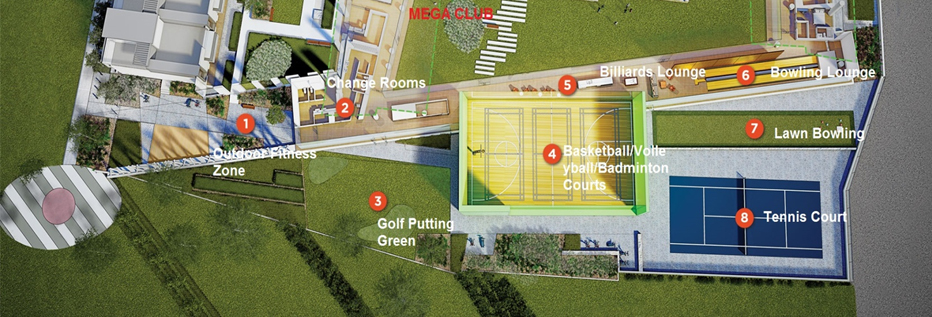 MEGA CLUB
Change Rooms
2
5
Billiards Lounge
6
Bowling Lounge
1
Outdoor Fitness
Zone
7
Lawn Bowling
4
Basketball/Volle
yball/Badminton
Courts
3
Golf Putting
Green
8
Tennis Court